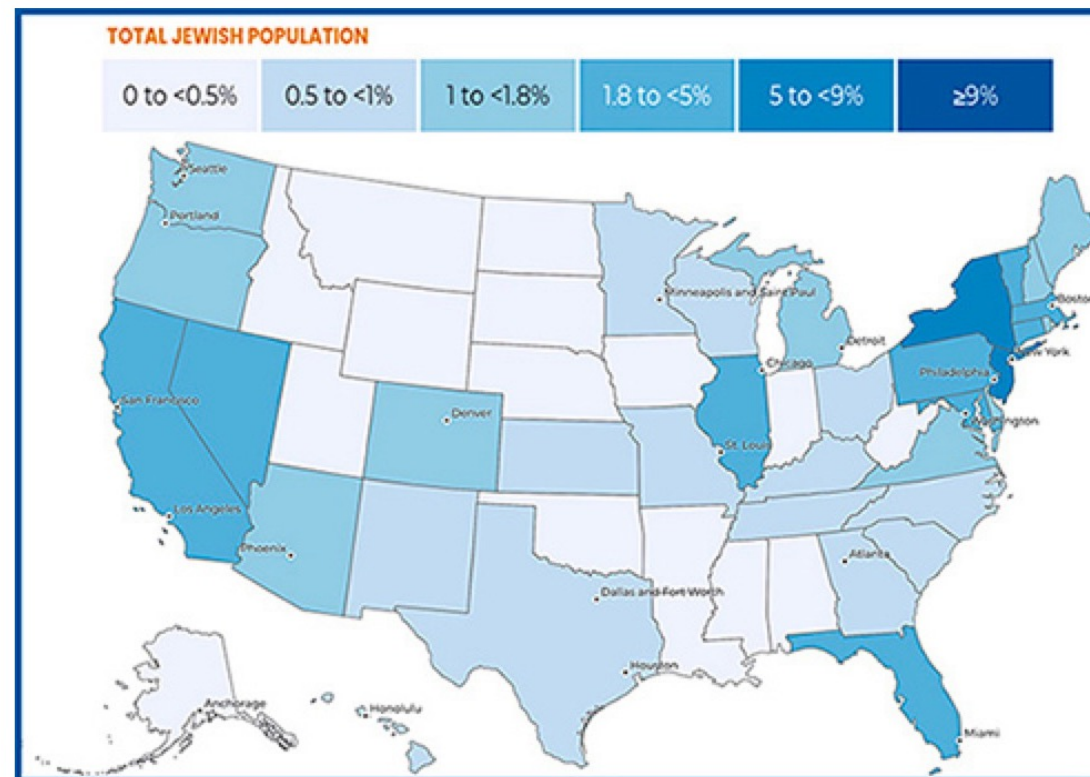 TOTAL JEWISH POPULATION
0 to <0.5% 0.5 to <1% 1 to <1.8% 1.8 to <5% 5 to <9% ≥9%
Seattle
Portland
Minneapolis and Saint Paul
Boston
Detroit
New York
Chicago
Philadelphia
San Francisco
Denver
Washington
St. Louis
Los Angeles
Phoenix
Atlanta
Dallas and Fort Worth
Houston
Anchorage
Honolulu
Miami